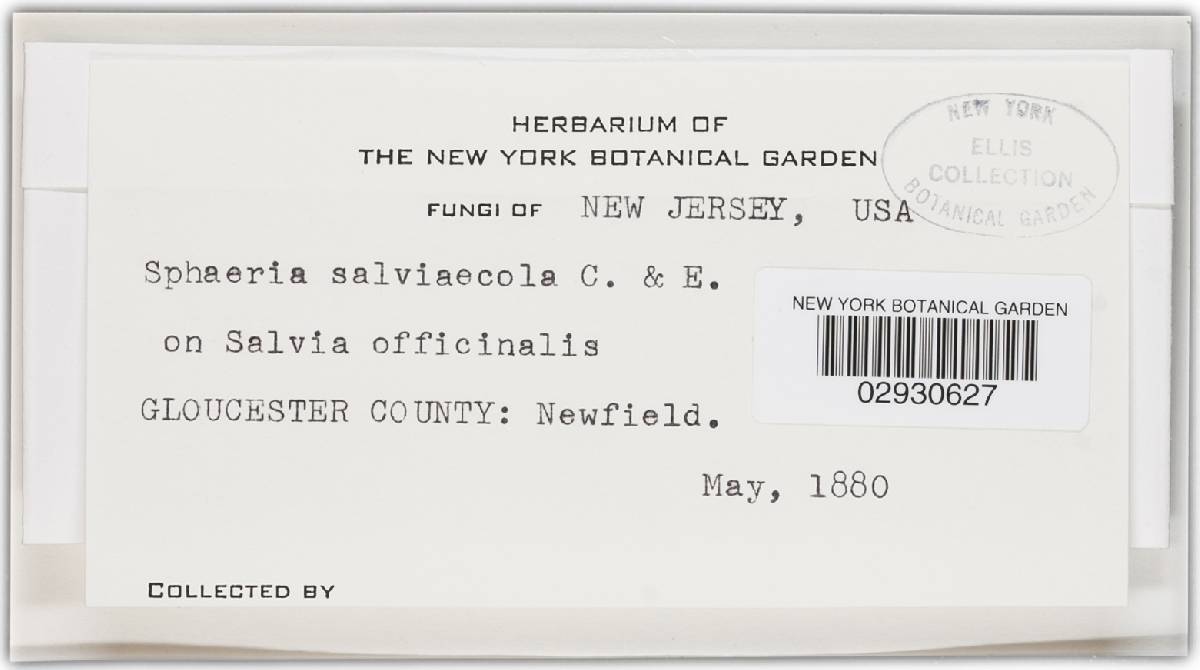 HERBARIUM OF
THE NEW YORK BOTANICAL GARDEN
NEW YORK
ELLIS
COLLECTION
BOTANICAL GARDEN
FUNGI OF NEW JERSEY, USA
Sphaeria salviaecola C. & E.
on Salvia officinalis
GLOUCESTER COUNTY: Newfield.
NEW YORK BOTANICAL GARDEN
02930627
May, 1880
COLLECTED BY